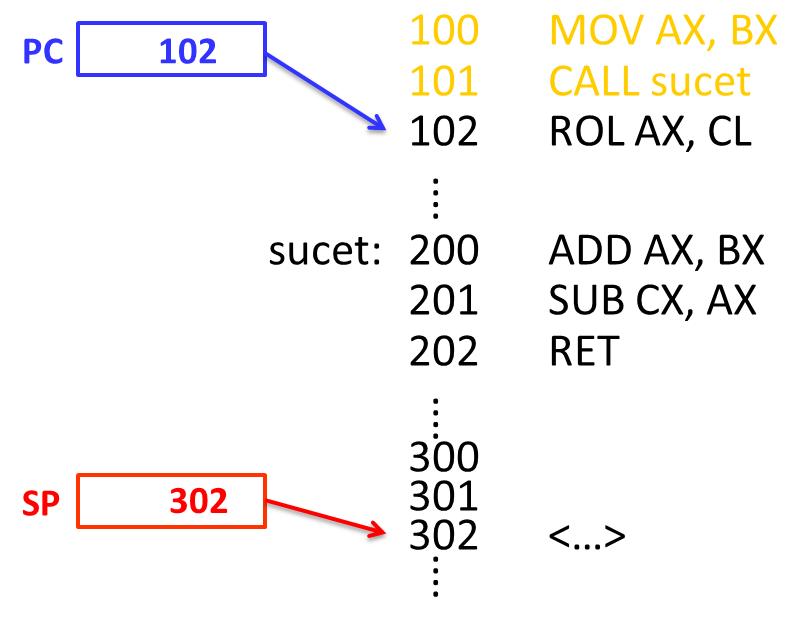 100 MOV AX, BX
PC 102
101 CALL sucet
102 ROL AX, CL
sucet: 200 ADD AX, BX
201 SUB CX, AX
202 RET
300
301
SP 302
302 <...>